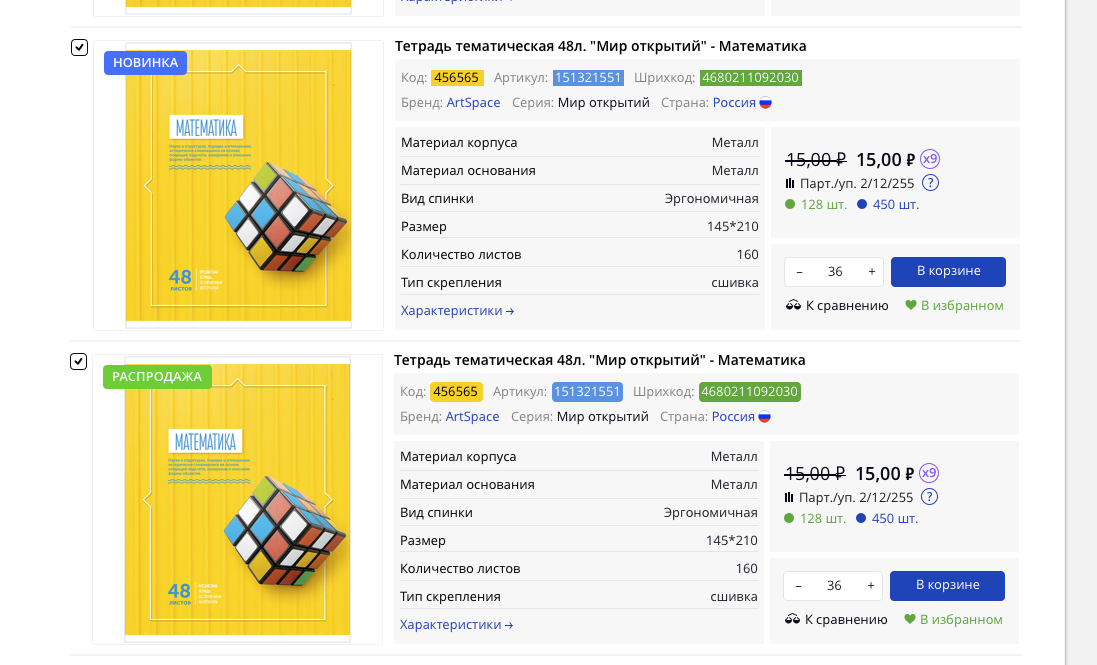 Характеристики →
Тетрадь тематическая 48л. "Мир открытий" - Математика
НОВИНКА
Код: 456565 Артикул: 151321551 Шрихкод: 4680211092030
Бренд: ArtSpace Серия: Мир открытий Страна: Россия
МАТЕМАТИКА
48
ЛИСТОВ
Материал корпуса Металл
Материал основания Металл
Вид спинки Эргономичная
Размер 145*210
Количество листов 160
Тип скрепления сшивка
Характеристики →
15,00 ₽ 15,00 ₽ x9
Парт./уп. 2/12/255 ?
128 шт. 450 шт.
– 36 + В корзине
К сравнению В избранном
Тетрадь тематическая 48л. "Мир открытий" - Математика
РАСПРОДАЖА
Код: 456565 Артикул: 151321551 Шрихкод: 4680211092030
Бренд: ArtSpace Серия: Мир открытий Страна: Россия
МАТЕМАТИКА
48
ЛИСТОВ
Материал корпуса Металл
Материал основания Металл
Вид спинки Эргономичная
Размер 145*210
Количество листов 160
Тип скрепления сшивка
Характеристики →
15,00 ₽ 15,00 ₽ x9
Парт./уп. 2/12/255 ?
128 шт. 450 шт.
– 36 + В корзине
К сравнению В избранном